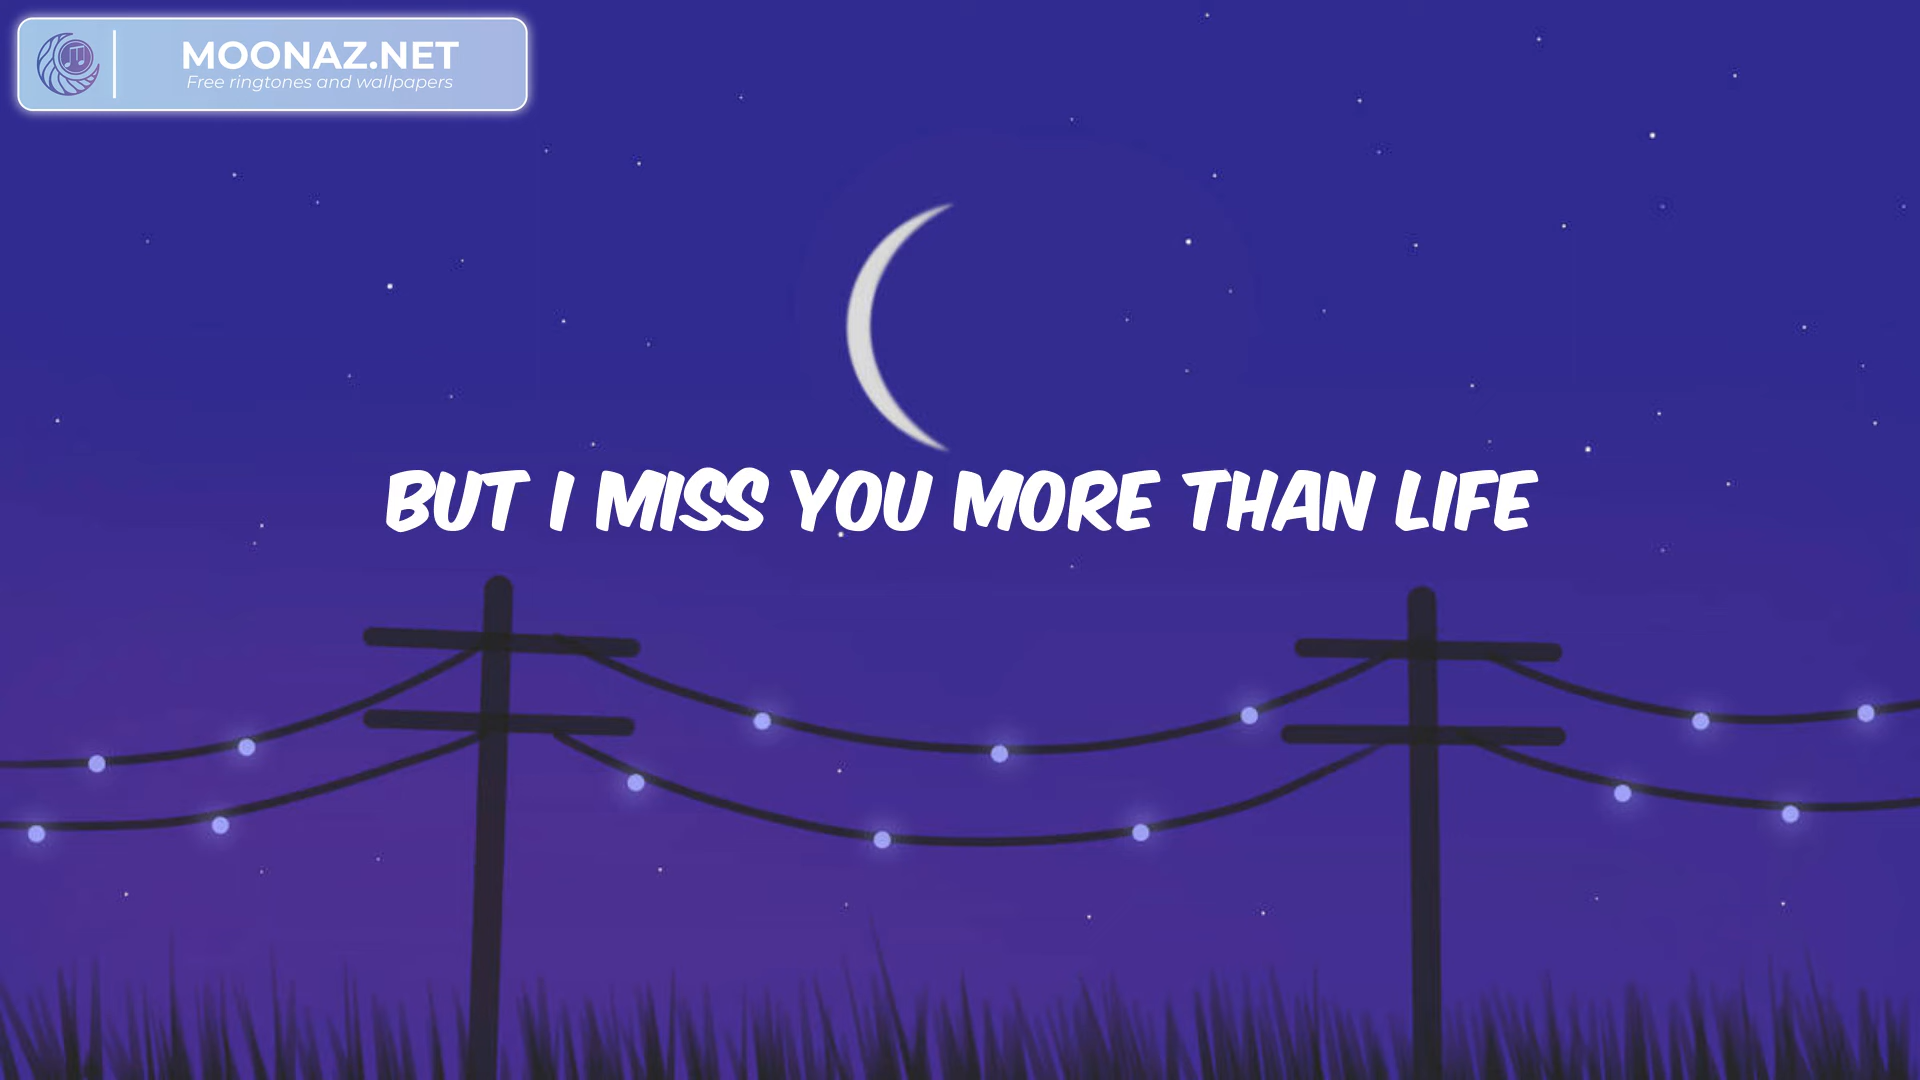 MOONAZ.NET
Free ringtones and wallpapers
BUT I MISS YOU MORE THAN LIFE